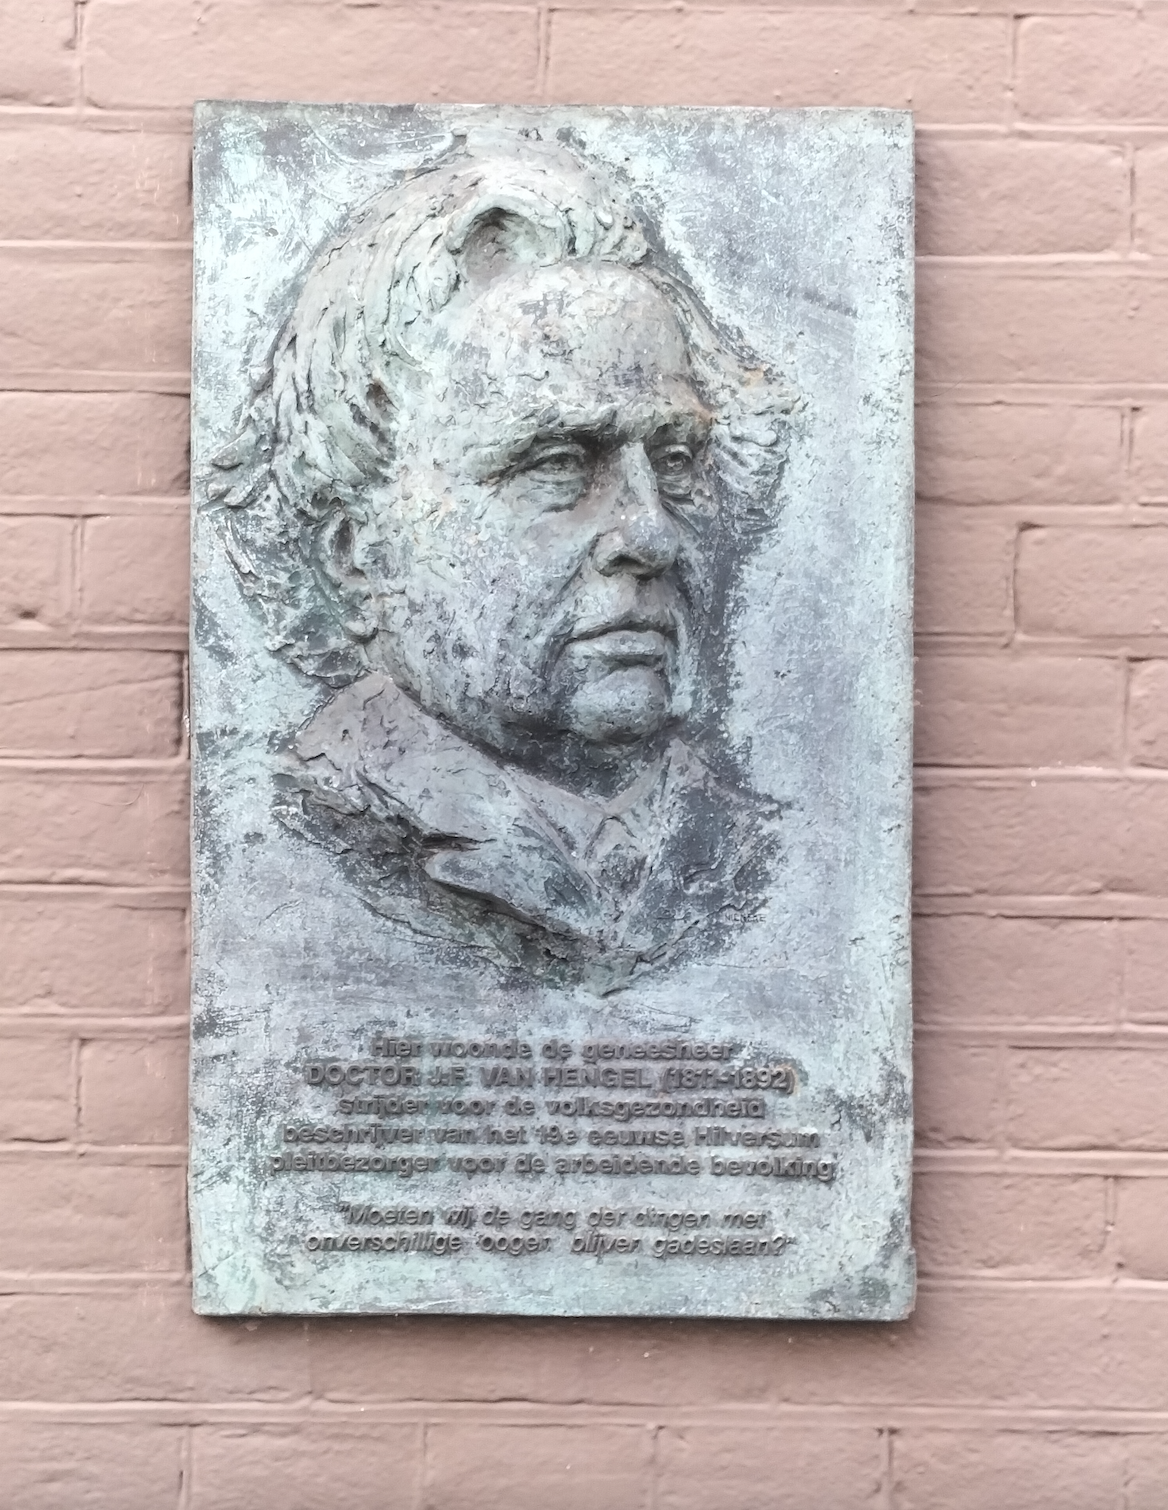 Hier woonde de geneesheer
DOCTOR J.F. VAN HENGEL (1811-1892)
strijder voor de volksgezondheid
beschrijver van het 19e eeuwse Hilversum
pleitbezorger voor de arbeidende bevolking
"Moeten wij de gang der dingen met
onverschillige oogen blijven gadeslaan?"